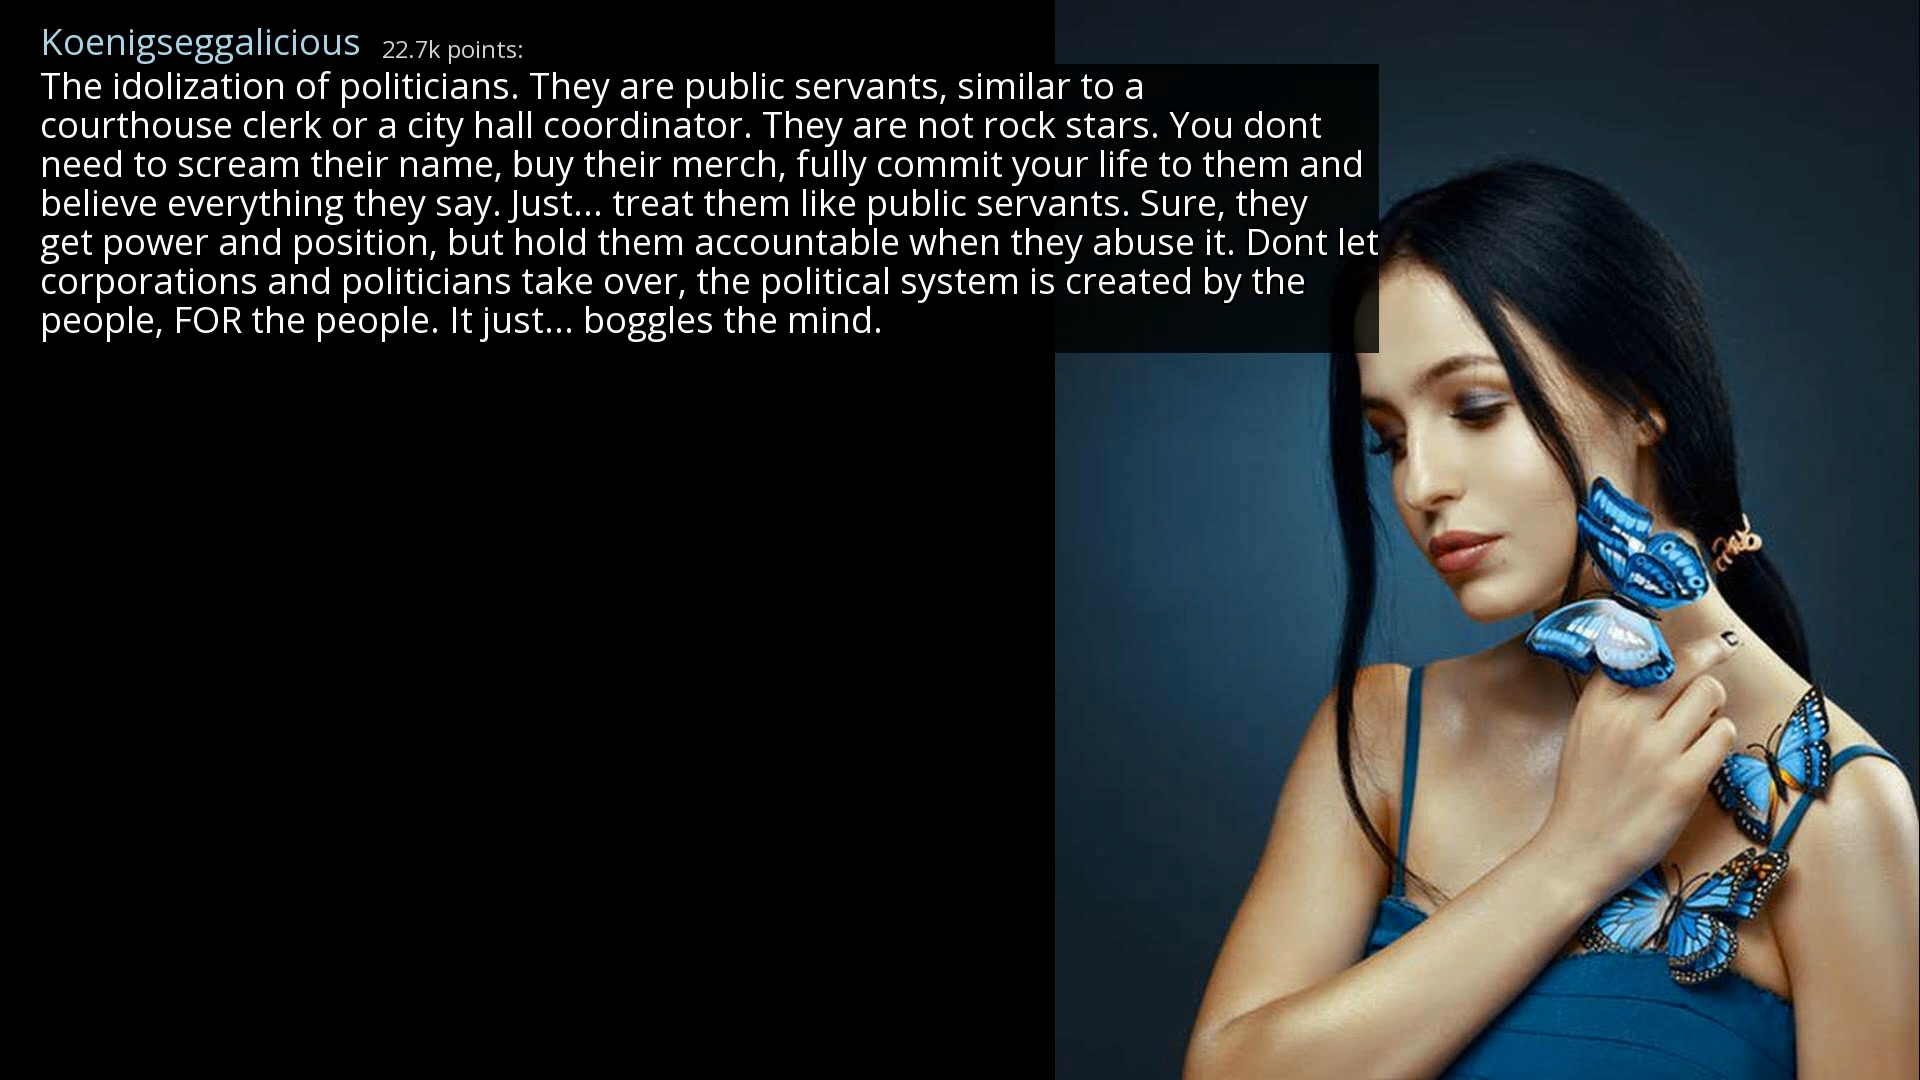 Koenigseggalicious 22.7k points:
The idolization of politicians. They are public servants, similar to a
courthouse clerk or a city hall coordinator. They are not rock stars. You dont
need to scream their name, buy their merch, fully commit your life to them and
believe everything they say. Just... treat them like public servants. Sure, they
get power and position, but hold them accountable when they abuse it. Dont let
corporations and politicians take over, the political system is created by the
people, FOR the people. It just... boggles the mind.